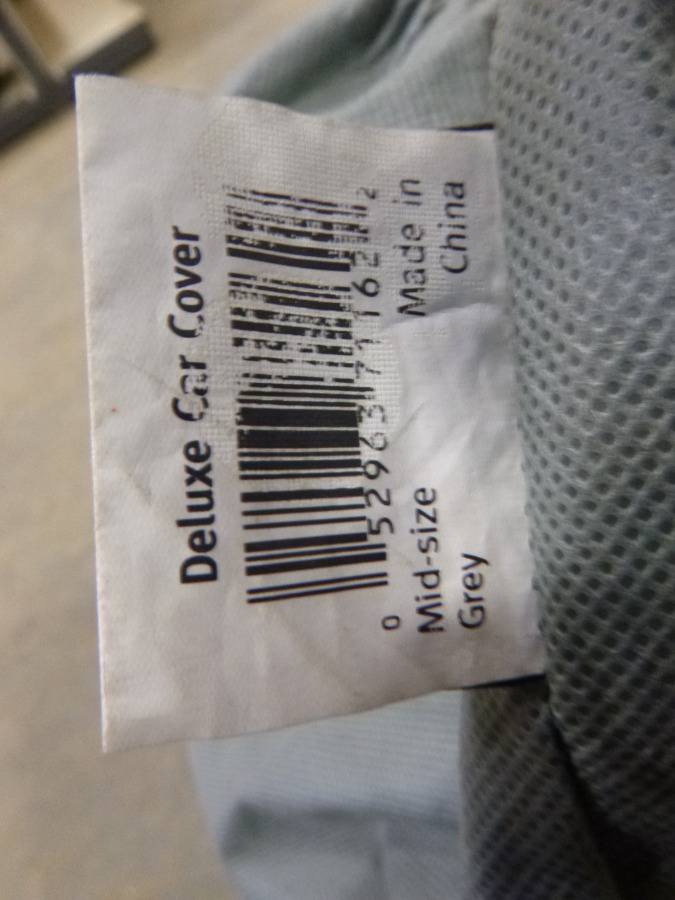 Deluxe Car Cover
0 52963 71162 2
Mid-size Made in
Grey China